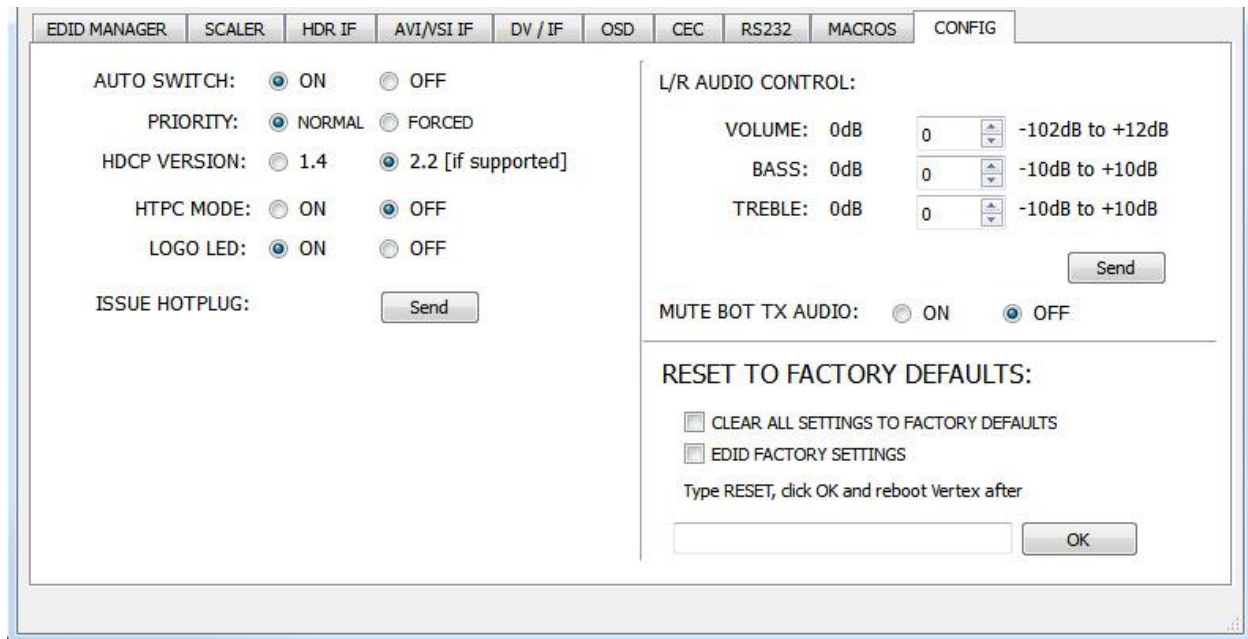 EDID MANAGER SCALER HDR IF AVI/VSI IF DV / IF OSD CEC RS232 MACROS CONFIG
AUTO SWITCH: ON OFF
PRIORITY: NORMAL FORCED
HDCP VERSION: 1.4 2.2 [if supported]
HTPC MODE: ON OFF
LOGO LED: ON OFF
ISSUE HOTPLUG: Send
L/R AUDIO CONTROL:
VOLUME: 0dB 0 -102dB to +12dB
BASS: 0dB 0 -10dB to +10dB
TREBLE: 0dB 0 -10dB to +10dB
Send
MUTE BOT TX AUDIO: ON OFF
RESET TO FACTORY DEFAULTS:
CLEAR ALL SETTINGS TO FACTORY DEFAULTS
EDID FACTORY SETTINGS
Type RESET, click OK and reboot Vertex after
OK